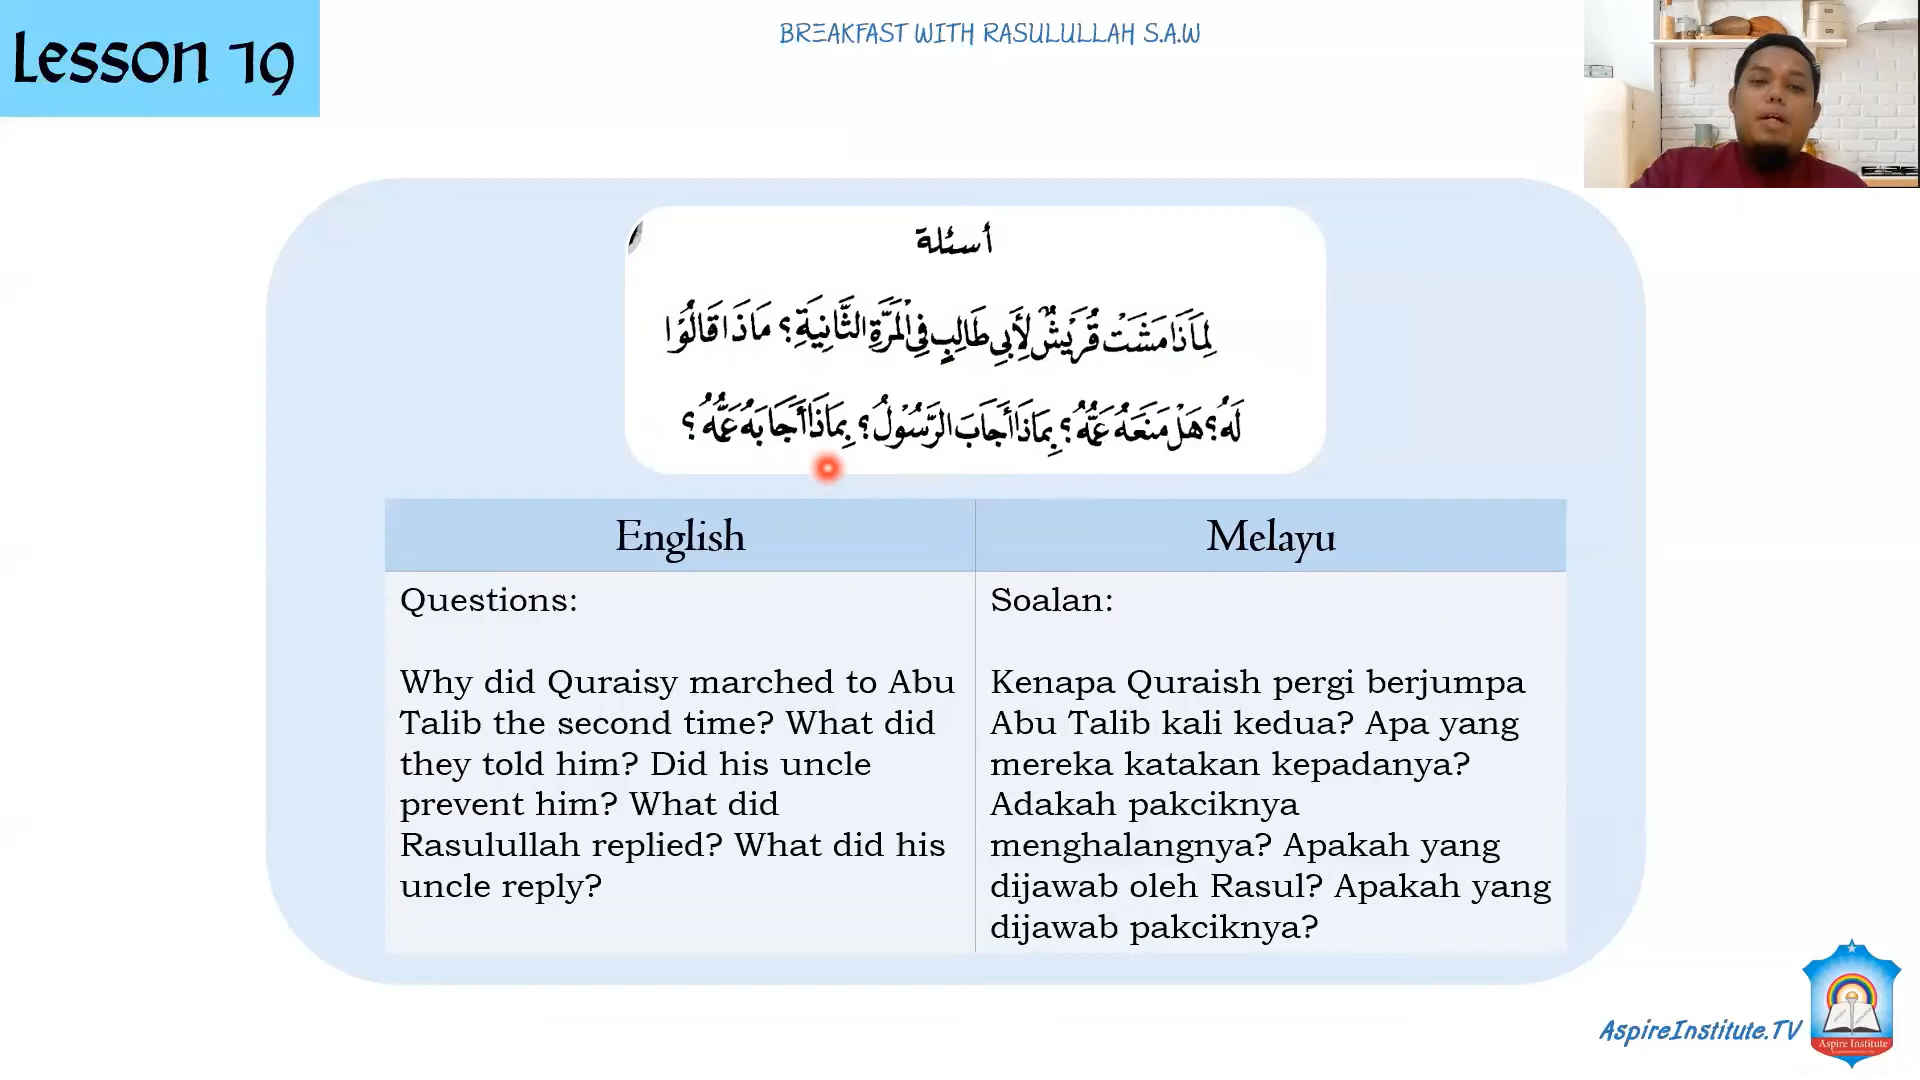 Lesson 19
BREAKFAST WITH RASULULLAH S.A.W
أسئلة
لِمَاذَا مَشَتْ قُرَيْشٌ لِأَبِي طَالِبٍ فِي الْمَرَّةِ الثَّانِيَةِ؟ مَاذَا قَالُوْا
لَهُ؟ هَلْ مَنَعَهُ عَمُّهُ؟ بِمَاذَا أَجَابَ الرَّسُوْلُ؟ بِمَاذَا أَجَابَهُ عَمُّهُ؟
English
Questions:
Why did Quraisy marched to Abu
Talib the second time? What did
they told him? Did his uncle
prevent him? What did
Rasulullah replied? What did his
uncle reply?
Melayu
Soalan:
Kenapa Quraish pergi berjumpa
Abu Talib kali kedua? Apa yang
mereka katakan kepadanya?
Adakah pakciknya
menghalangnya? Apakah yang
dijawab oleh Rasul? Apakah yang
dijawab pakciknya?
AspireInstitute.TV
Aspire Institute